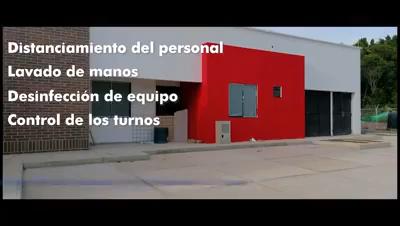 Distanciamiento del personal
Lavado de manos
Desinfección de equipo
Control de los turnos